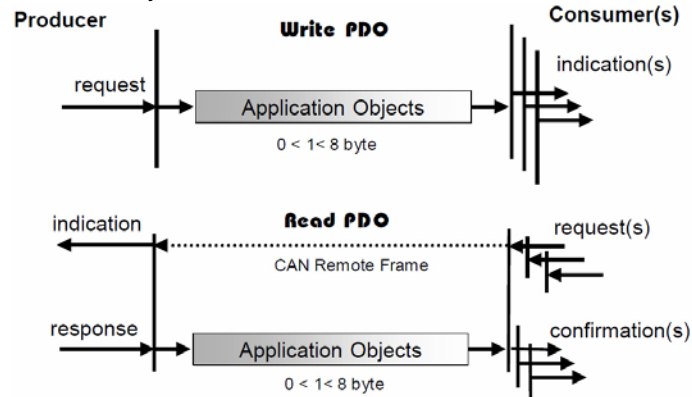 Producer
Write PDO
Consumer(s)
request
indication(s)
Application Objects
0 < 1< 8 byte
indication
Read PDO
request(s)
CAN Remote Frame
response
confirmation(s)
Application Objects
0 < 1< 8 byte